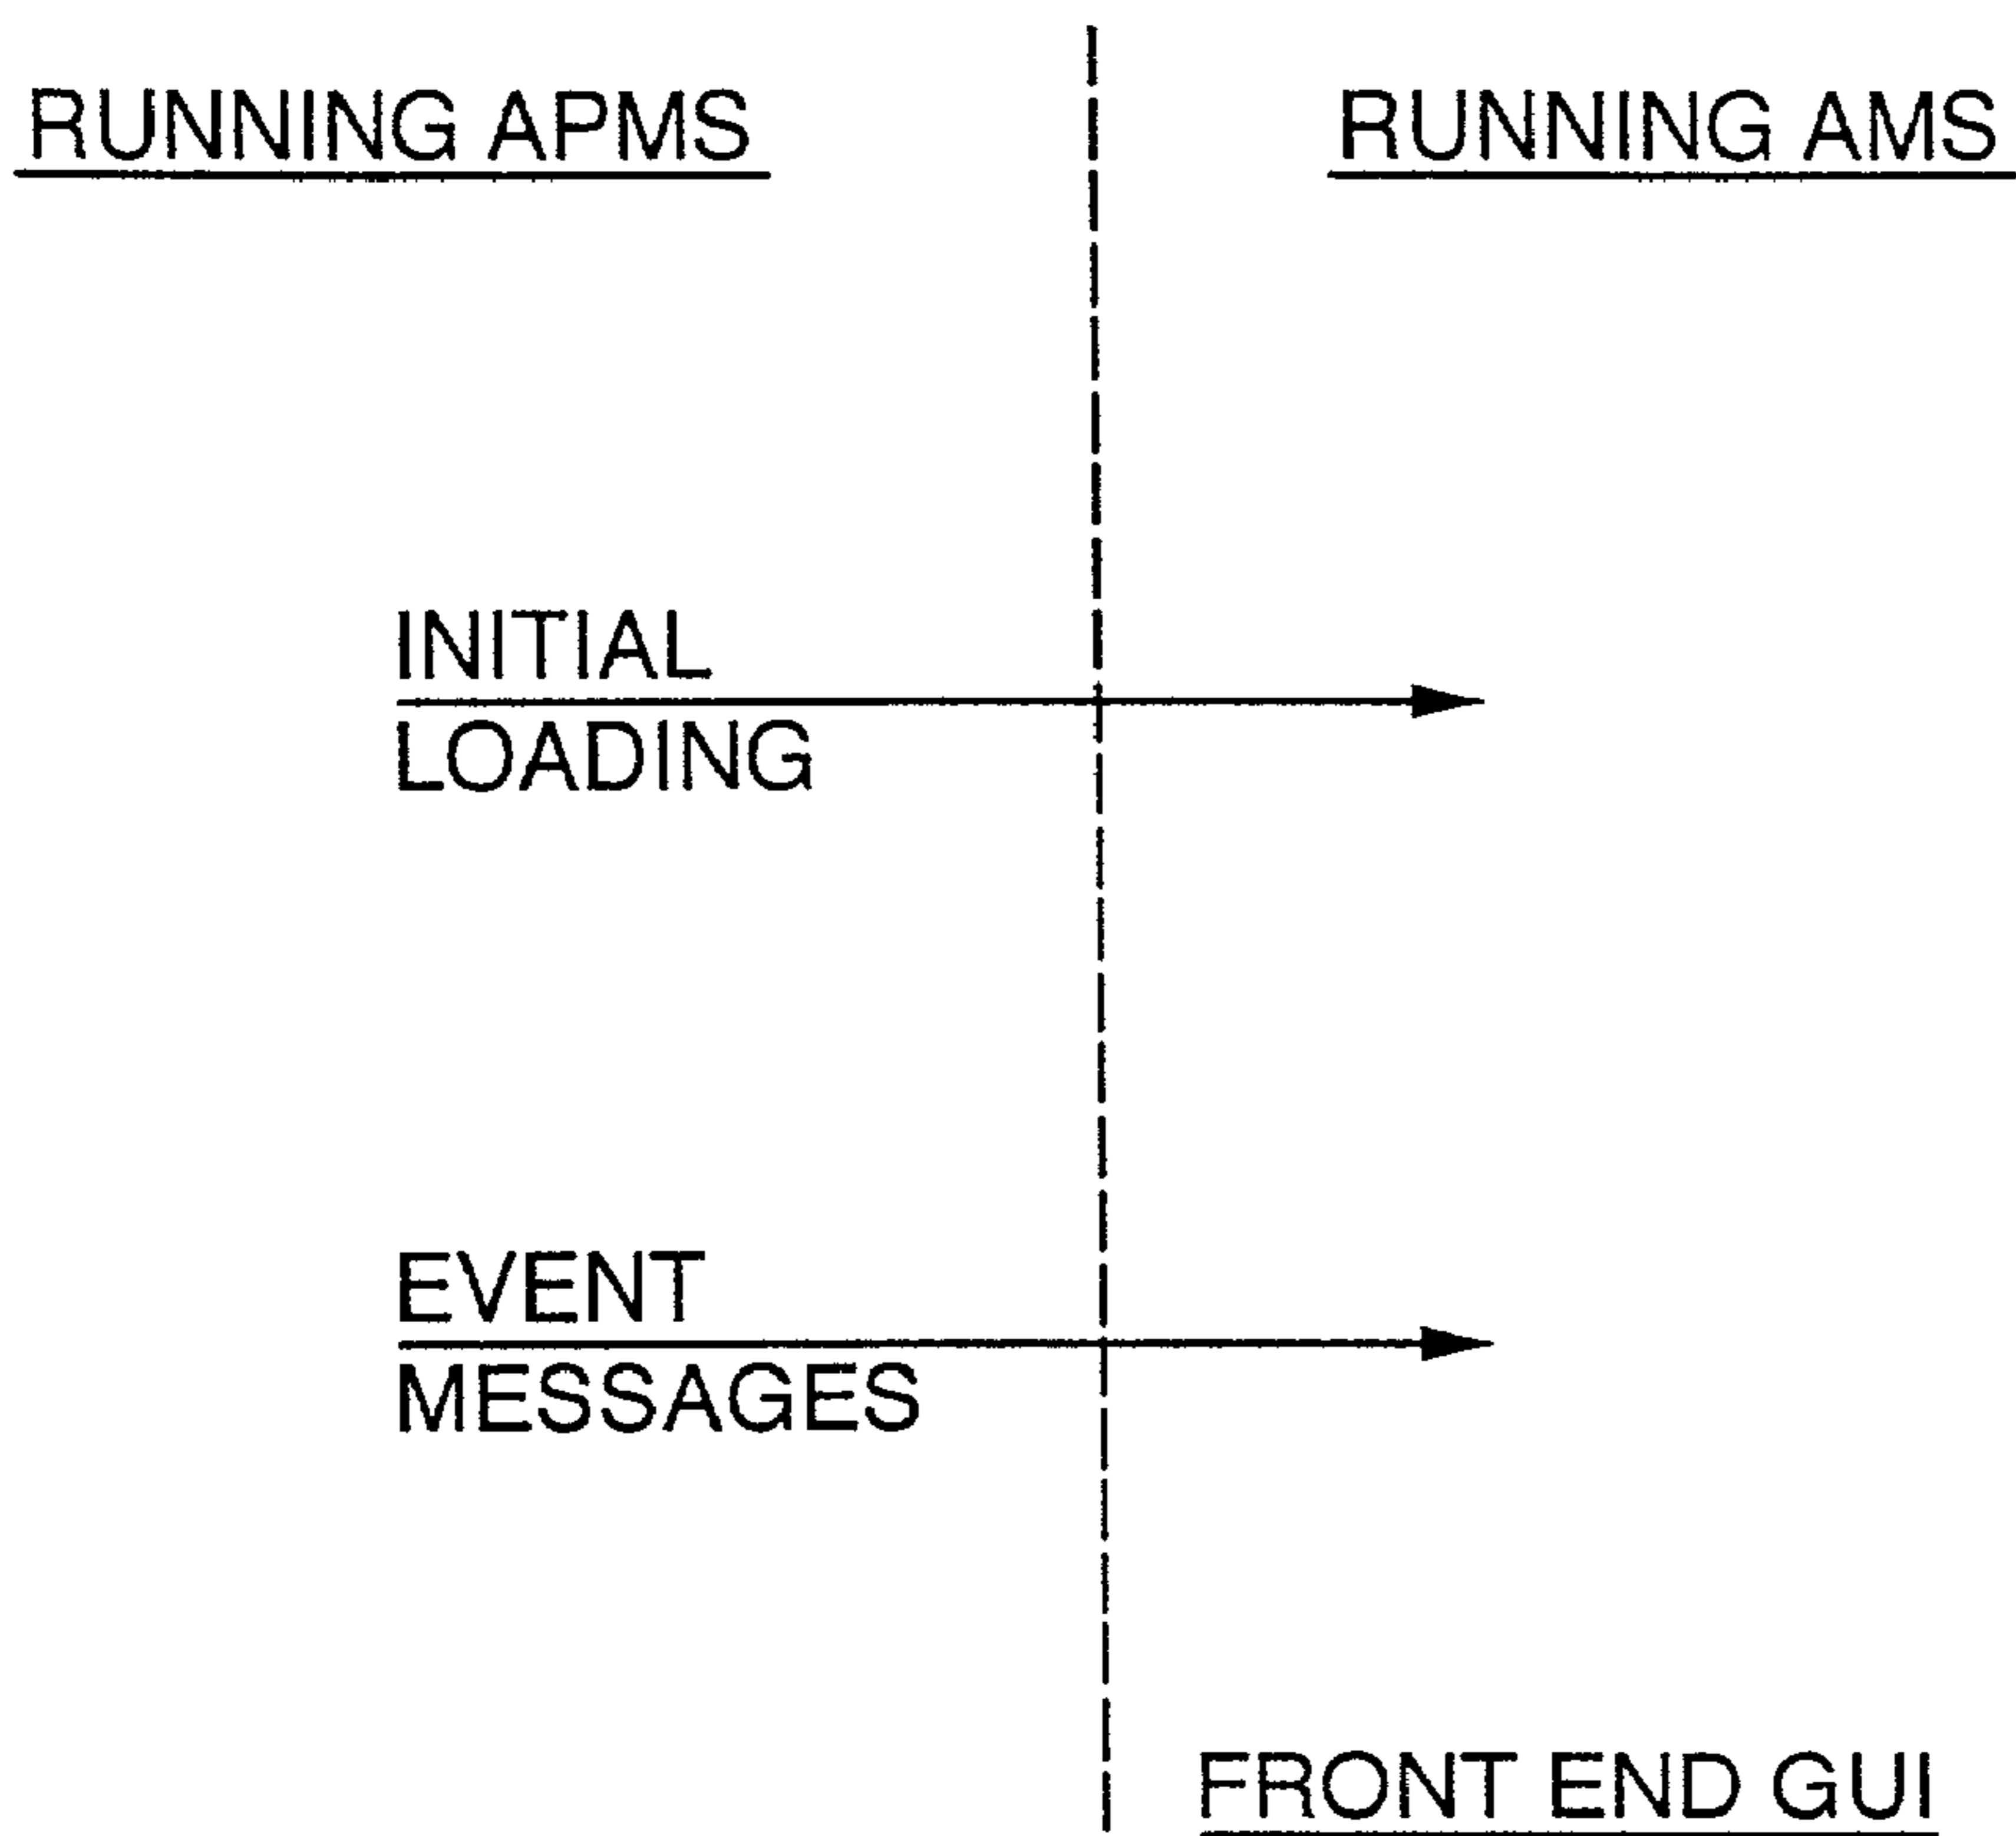 RUNNING APMS
RUNNING AMS
INITIAL
LOADING
EVENT
MESSAGES
FRONT END GUI